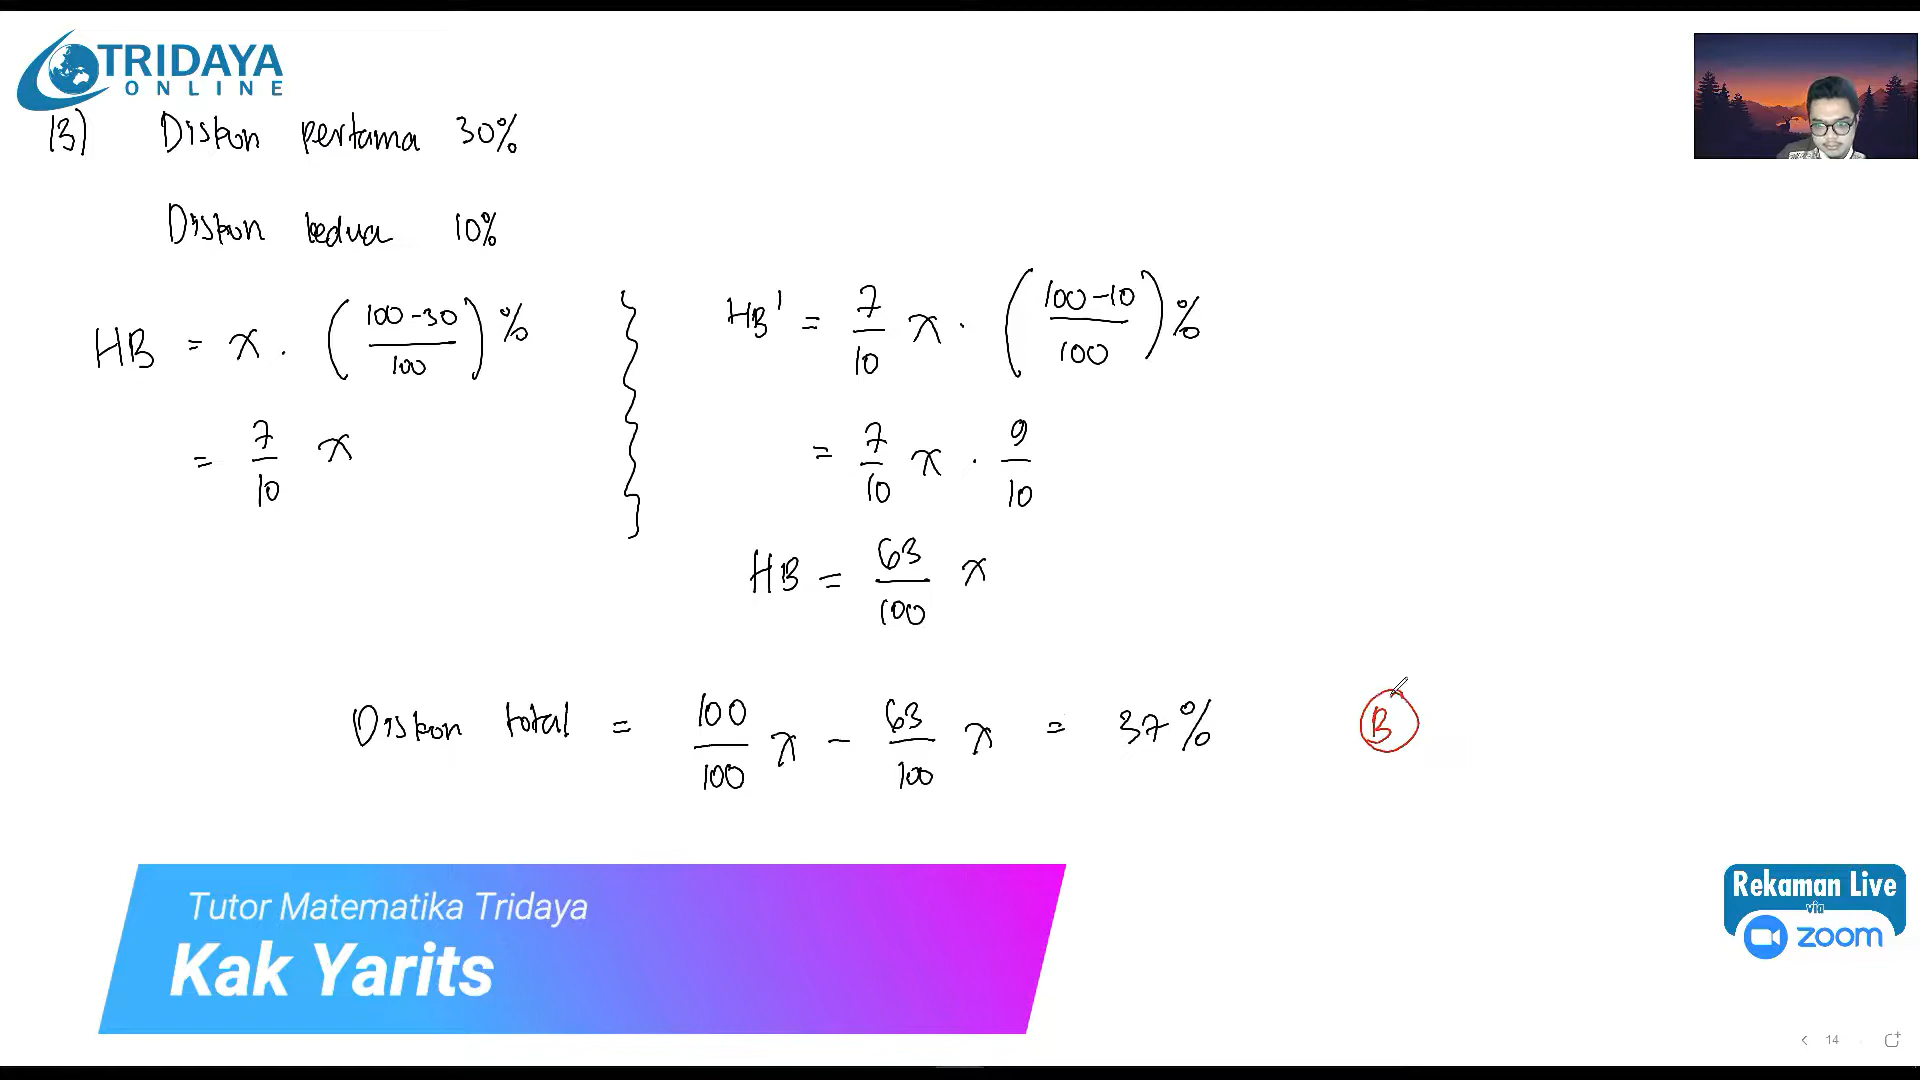 TRIDAYA
ONLINE
13) Diskon pertama 30%
Diskon kedua 10%
HB = x . (100-30/100) %
= 7/10 x
HB' = 7/10 x . (100-10/100) %
= 7/10 x . 9/10
HB = 63/100 x
Diskon total = 100/100 x - 63/100 x = 37% B
Tutor Matematika Tridaya
Kak Yarits
Rekaman Live
via
zoom
< 14